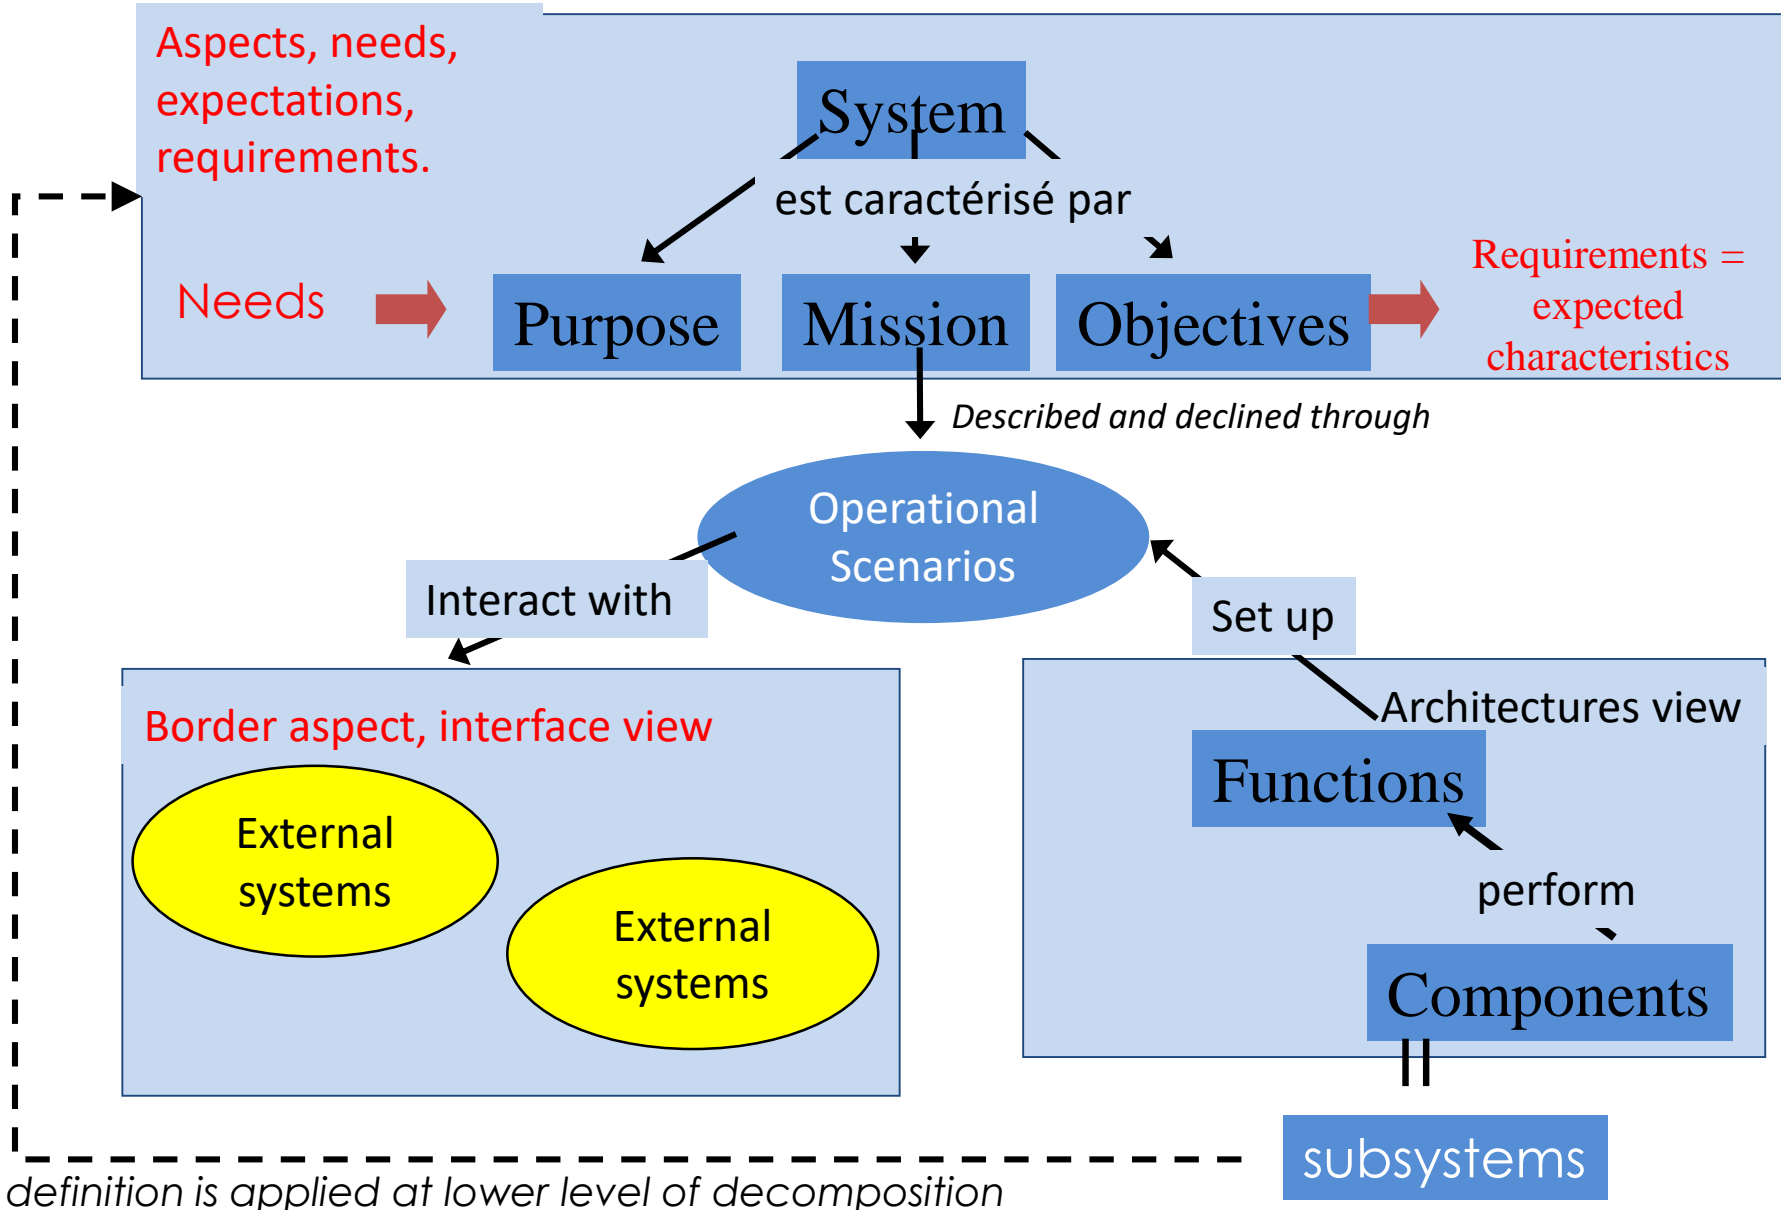 Aspects, needs,
expectations,
requirements.
System
est caractérisé par
Needs
Purpose
Mission
Objectives
Requirements =
expected
characteristics
Described and declined through
Operational
Scenarios
Interact with
Set up
Border aspect, interface view
External
systems
External
systems
Architectures view
Functions
perform
Components
subsystems
definition is applied at lower level of decomposition